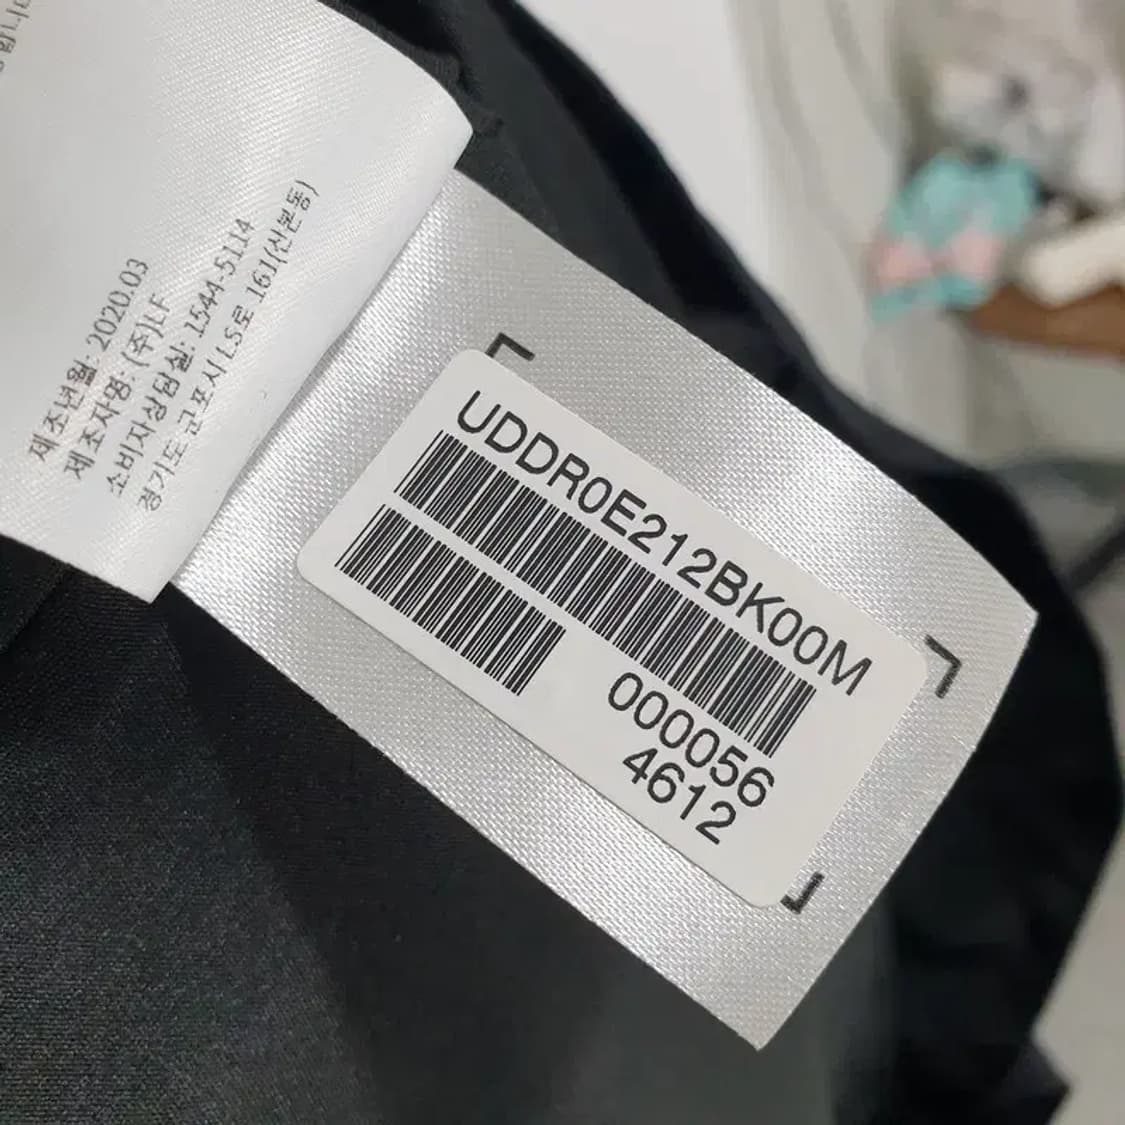 제조년월: 2020.03
제조자명: (주)LF
소비자상담실: 1544-5114
경기도 군포시 LS로 161(산본동)
UDDR0E212BK00M
000056
4612